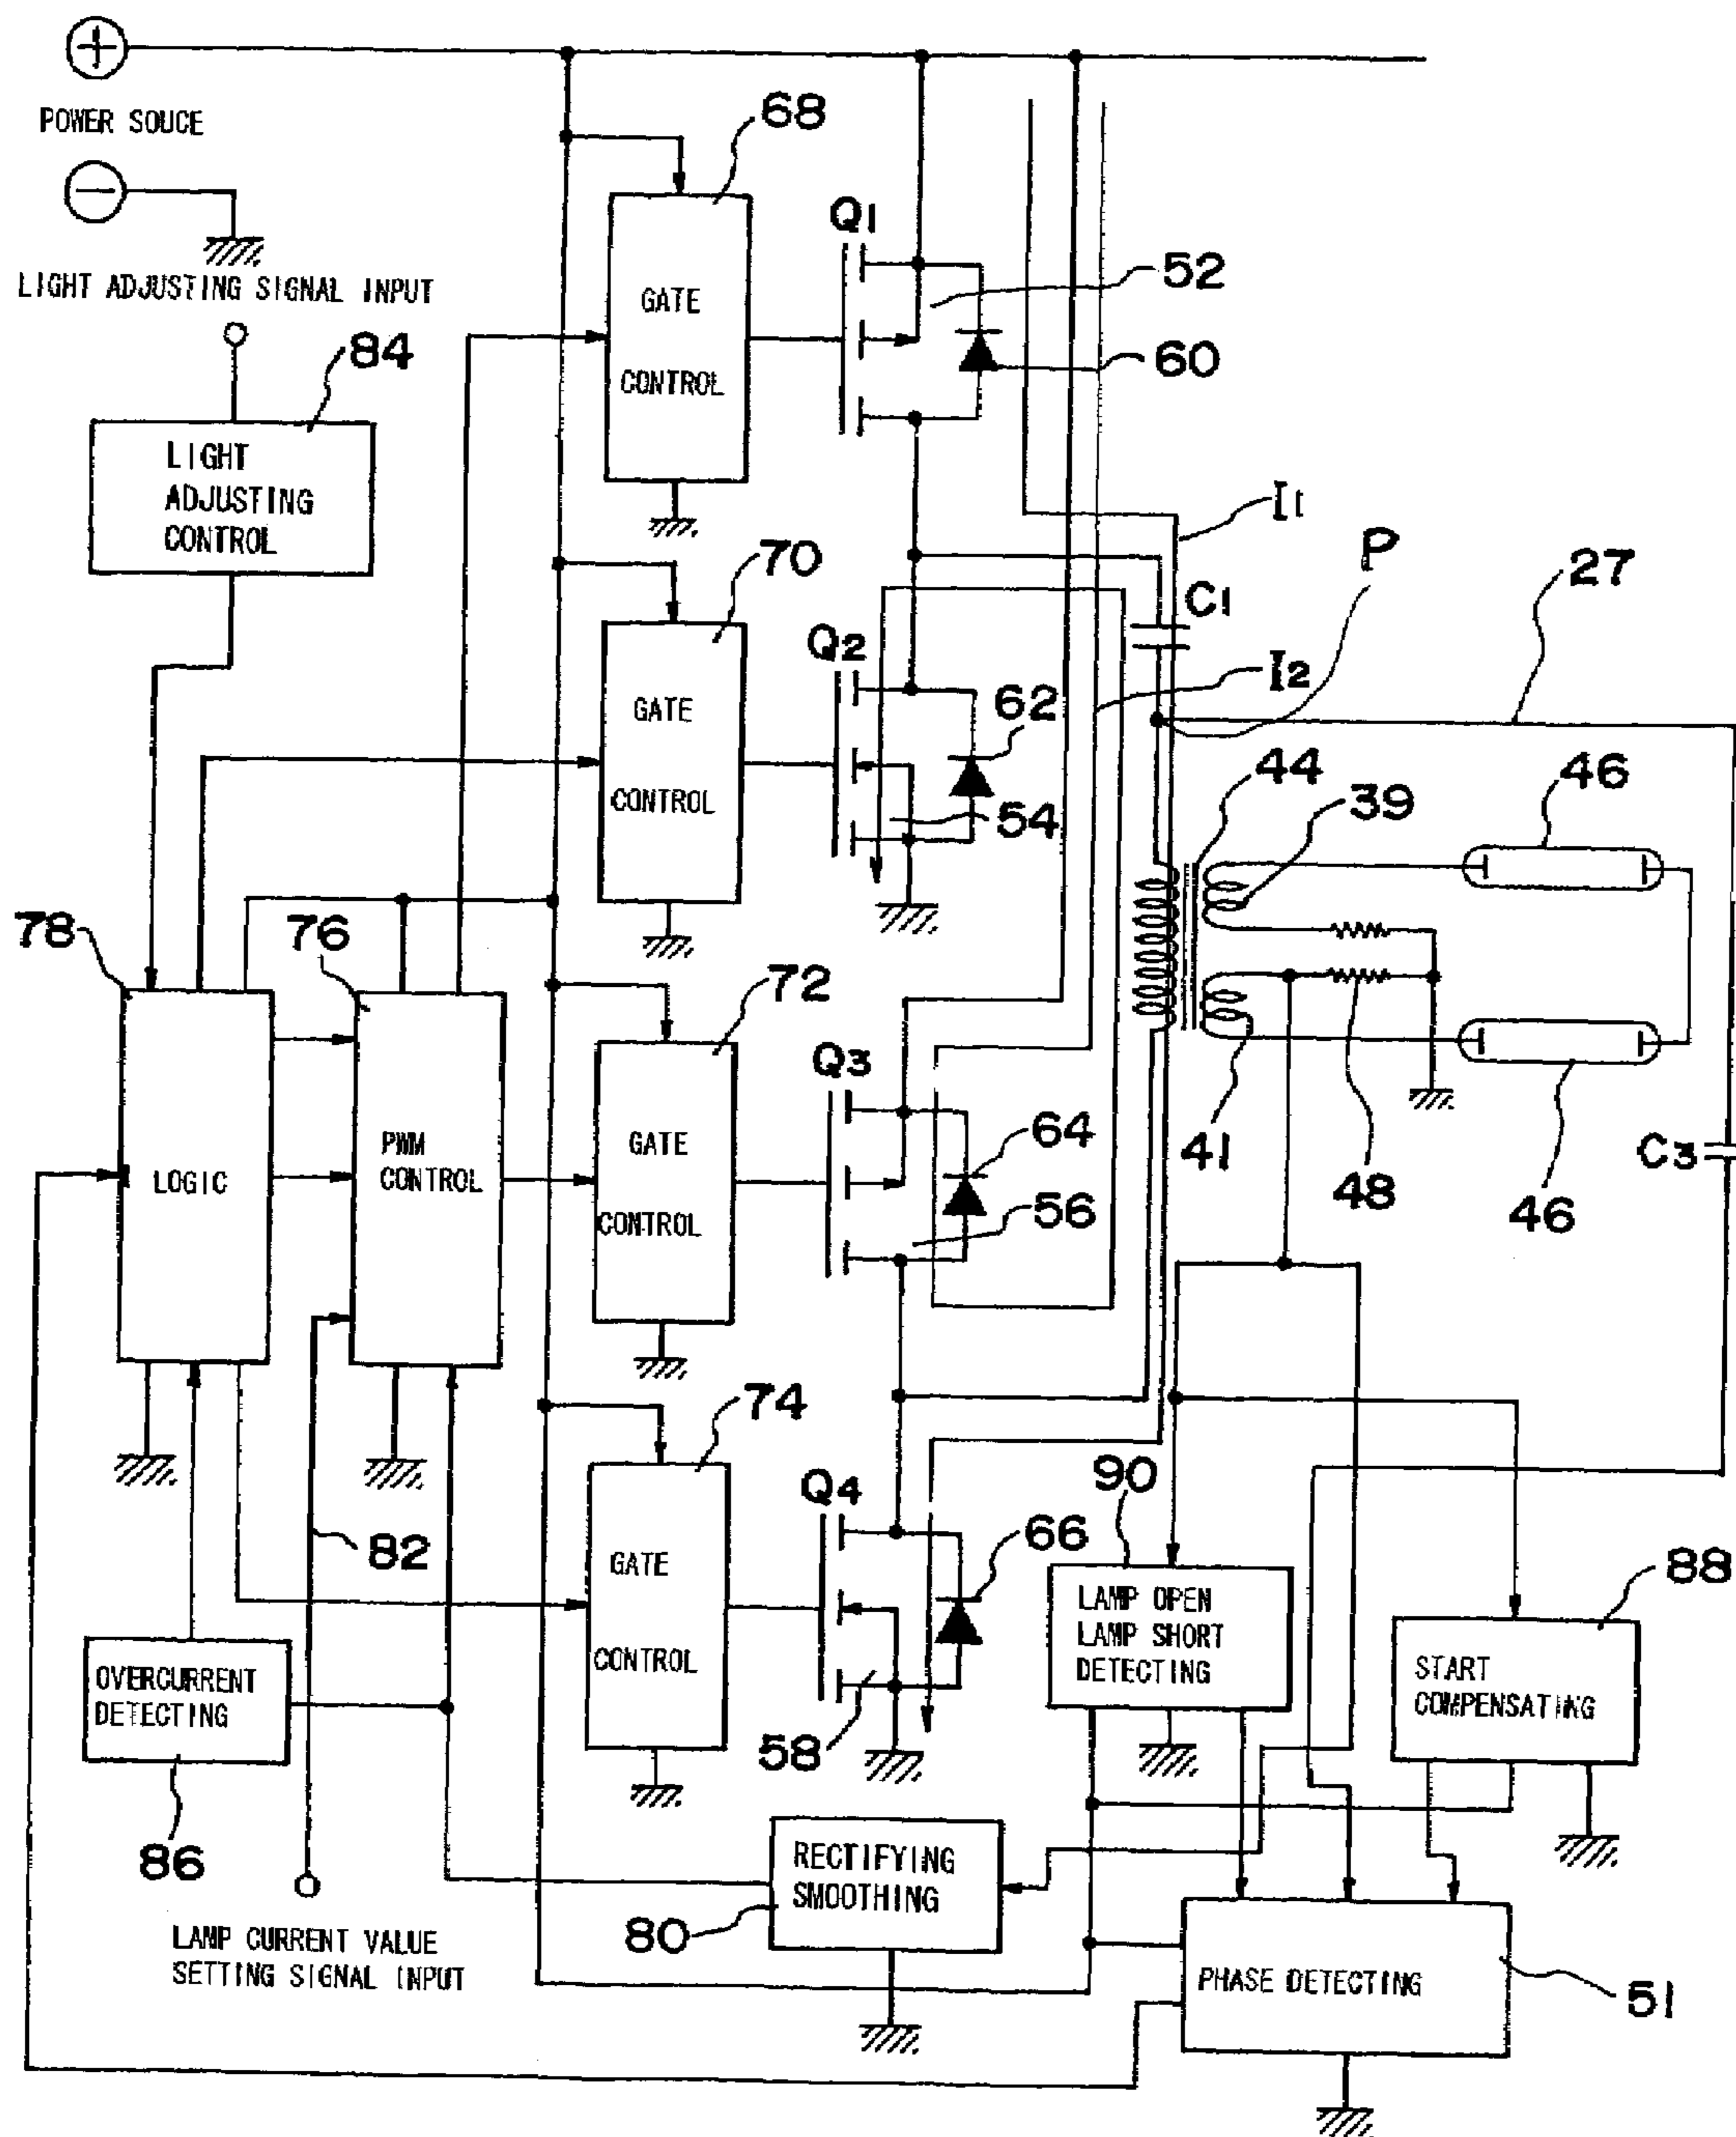 POWER SOUCE
LIGHT ADJUSTING SIGNAL INPUT
84
LIGHT
ADJUSTING
CONTROL
68
GATE
CONTROL
Q1
52
60
I1
P
27
C1
70
GATE
CONTROL
Q2
62
54
I2
44
39
46
78
LOGIC
76
PWM
CONTROL
72
GATE
CONTROL
Q3
64
56
41
48
46
C3
74
GATE
CONTROL
Q4
66
58
90
LAMP OPEN
LAMP SHORT
DETECTING
88
START
COMPENSATING
82
OVERCURRENT
DETECTING
86
LAMP CURRENT VALUE
SETTING SIGNAL INPUT
RECTIFYING
SMOOTHING
80
PHASE DETECTING
51